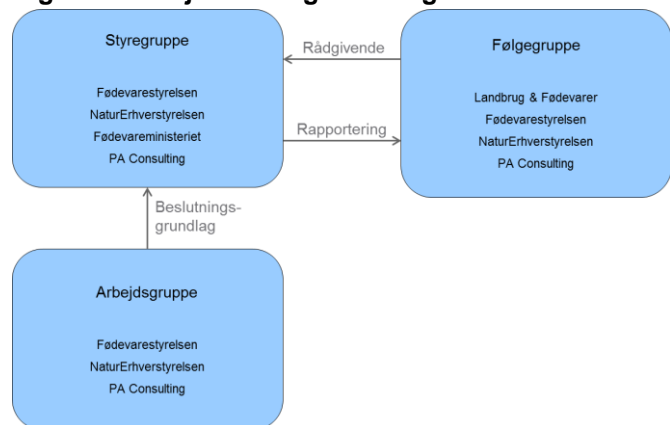 Styregruppe
Fødevarestyrelsen
NaturErhverstyrelsen
Fødevareministeriet
PA Consulting
Rådgivende
Rapportering
Følgegruppe
Landbrug & Fødevarer
Fødevarestyrelsen
NaturErhverstyrelsen
PA Consulting
Beslutnings-
grundlag
Arbejdsgruppe
Fødevarestyrelsen
NaturErhverstyrelsen
PA Consulting